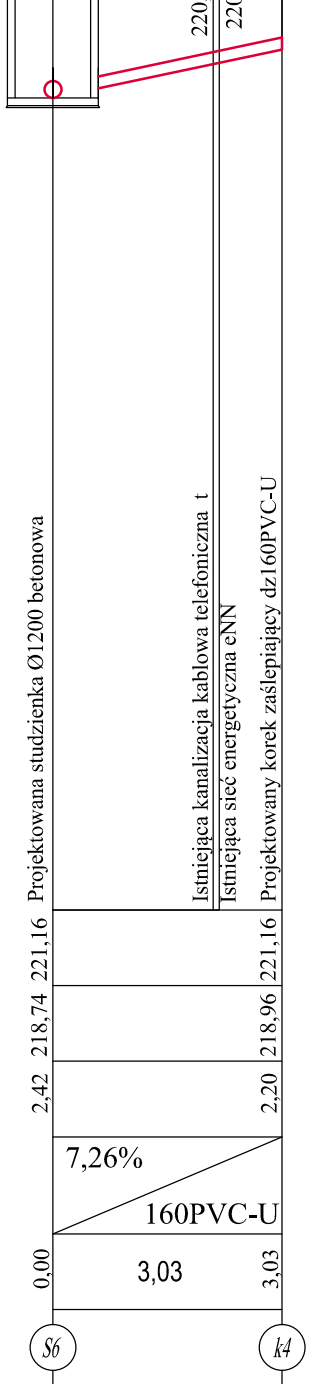 220,
220
Projektowana studzienka Ø1200 betonowa
Istniejąca kanalizacja kablowa telefoniczna t
Istniejąca sieć energetyczna eNN
Projektowany korek zaślepiający dz160PVC-U
221,16
221,16
218,74
218,96
2,42
2,20
7,26%
160PVC-U
0,00
3,03
3,03
S6
k4